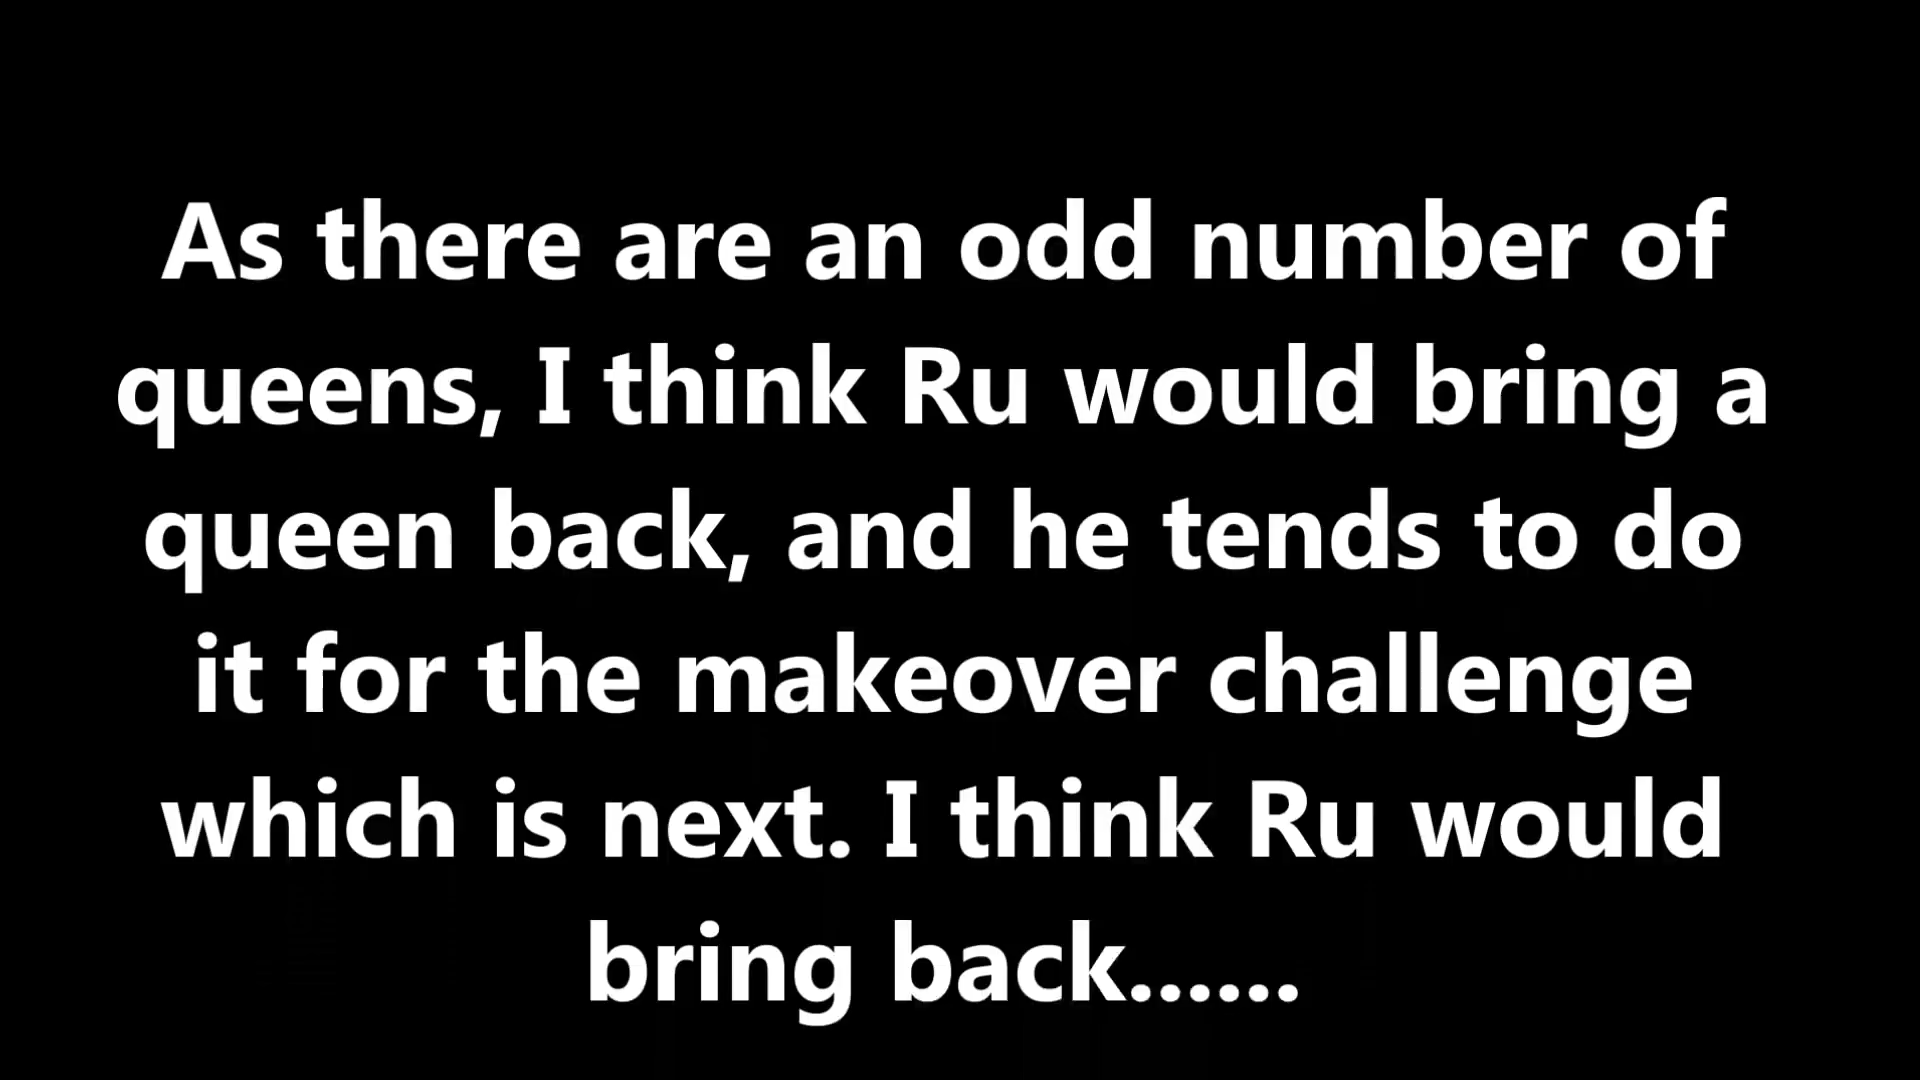 As there are an odd number of
queens, I think Ru would bring a
queen back, and he tends to do
it for the makeover challenge
which is next. I think Ru would
bring back......